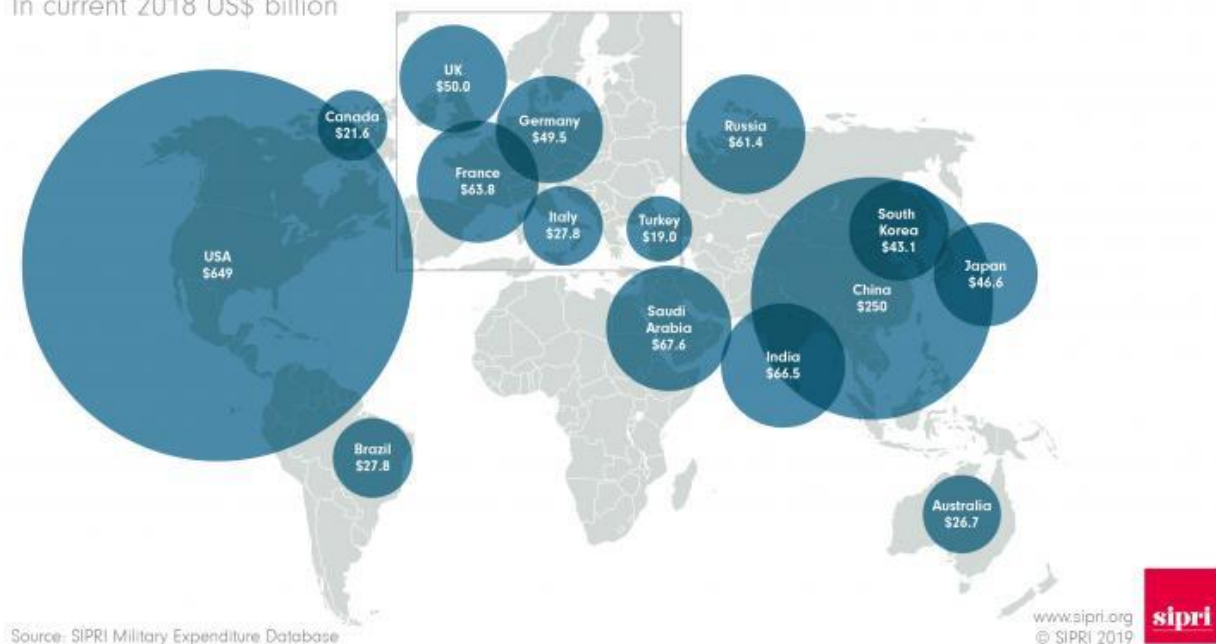 In current 2018 US$ billion
UK
$50.0
Canada
$21.6
Germany
$49.5
Russia
$61.4
France
$63.8
Italy
$27.8
Turkey
$19.0
South
Korea
$43.1
USA
$649
Japan
$46.6
China
$250
Saudi
Arabia
$67.6
India
$66.5
Brazil
$27.8
Australia
$26.7
Source: SIPRI Military Expenditure Database
www.sipri.org
© SIPRI 2019
sipri